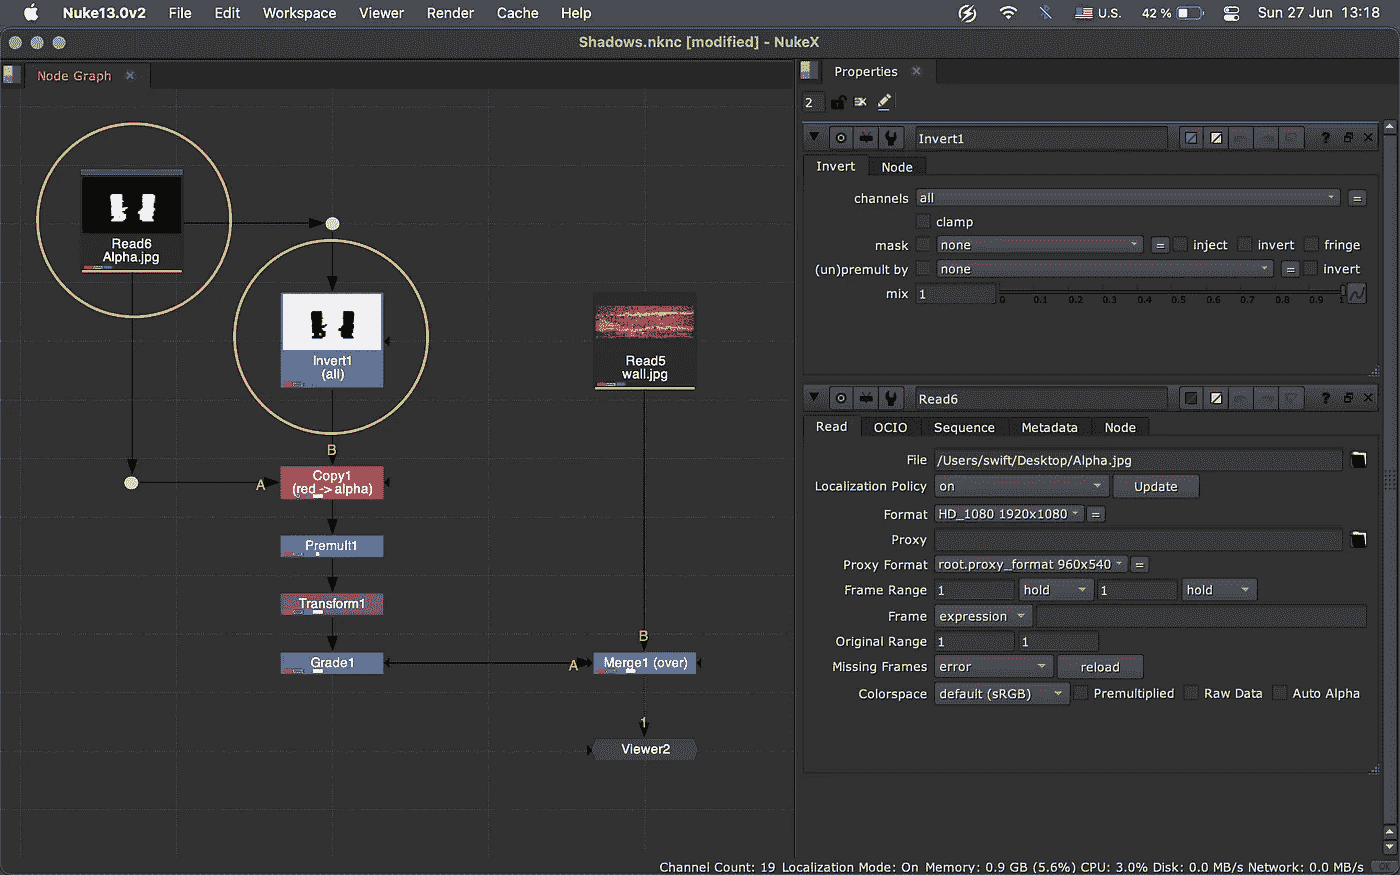 Nuke13.0v2 File Edit Workspace Viewer Render Cache Help U.S. 42 % Sun 27 Jun 13:18
Shadows.nknc [modified] - NukeX
Node Graph
Read6
Alpha.jpg
Invert1
(all)
Read5
wall.jpg
B
A
Copy1
(red -> alpha)
Premult1
Transform1
B
Grade1
A
Merge1 (over)
1
Viewer2
Properties
2
Invert1 ?
Invert Node
channels all =
clamp
mask none = inject invert fringe
(un)premult by none = invert
mix 1 0 0.1 0.2 0.3 0.4 0.5 0.6 0.7 0.8 0.9 1
Read6 ?
Read OCIO Sequence Metadata Node
File /Users/swift/Desktop/Alpha.jpg
Localization Policy on Update
Format HD_1080 1920x1080 =
Proxy
Proxy Format root.proxy_format 960x540 =
Frame Range 1 hold 1 hold
Frame expression
Original Range 1 1
Missing Frames error reload
Colorspace default (sRGB) Premultiplied Raw Data Auto Alpha
Channel Count: 19 Localization Mode: On Memory: 0.9 GB (5.6%) CPU: 3.0% Disk: 0.0 MB/s Network: 0.0 MB/s